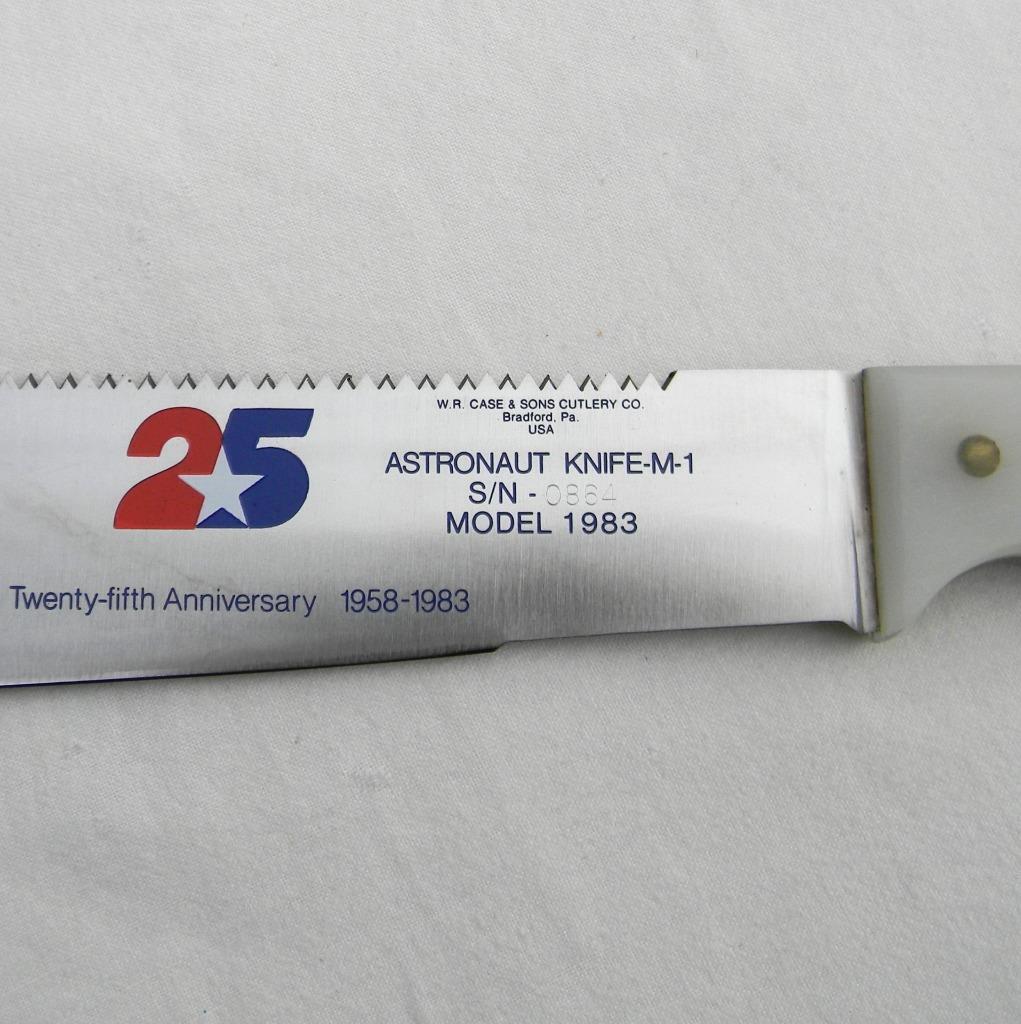 25
W.R. CASE & SONS CUTLERY CO.
Bradford, Pa.
USA
ASTRONAUT KNIFE-M-1
S/N - 0864
MODEL 1983
Twenty-fifth Anniversary 1958-1983